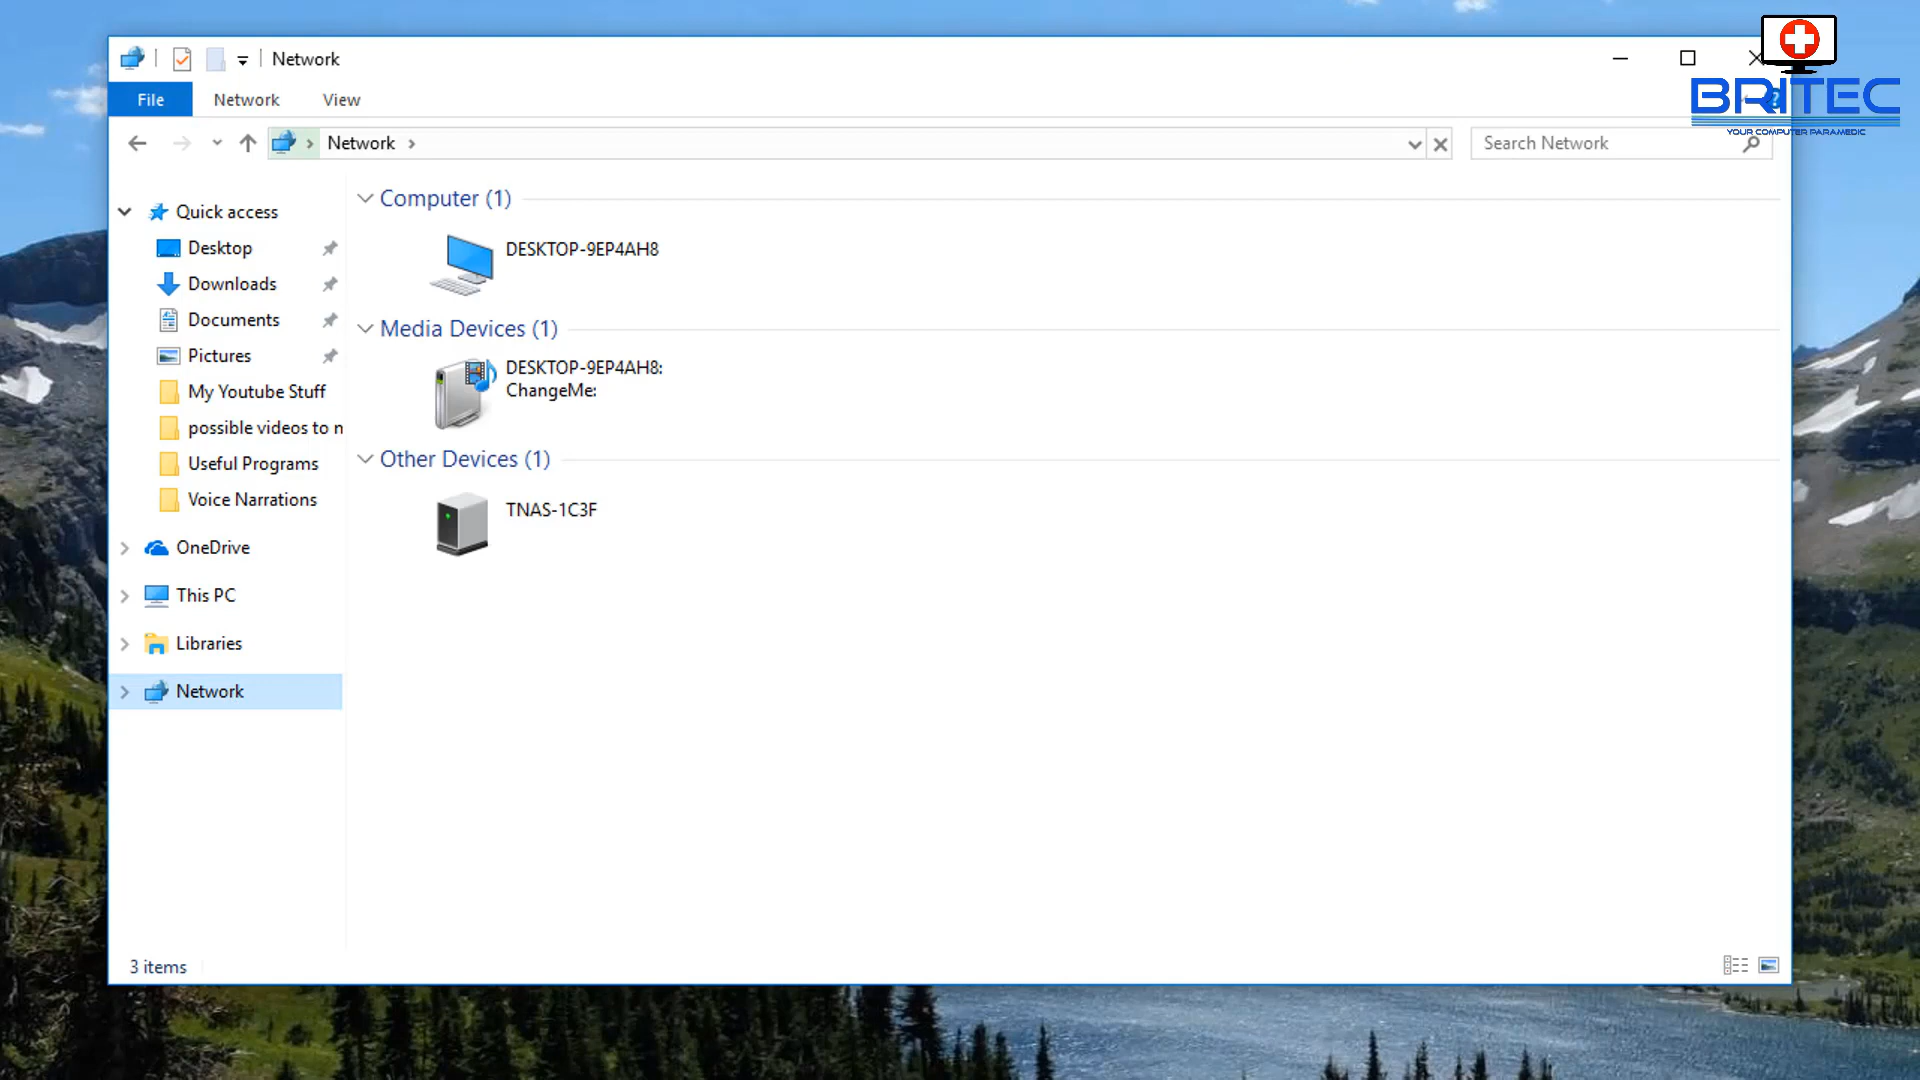 Network
BRITEC
YOUR COMPUTER PARAMEDIC
File Network View
Network
Search Network
Quick access
Desktop
Downloads
Documents
Pictures
My Youtube Stuff
possible videos to
Useful Programs
Voice Narrations
OneDrive
This PC
Libraries
Network
Computer (1)
DESKTOP-9EP4AH8
Media Devices (1)
DESKTOP-9EP4AH8:
ChangeMe:
Other Devices (1)
TNAS-1C3F
3 items